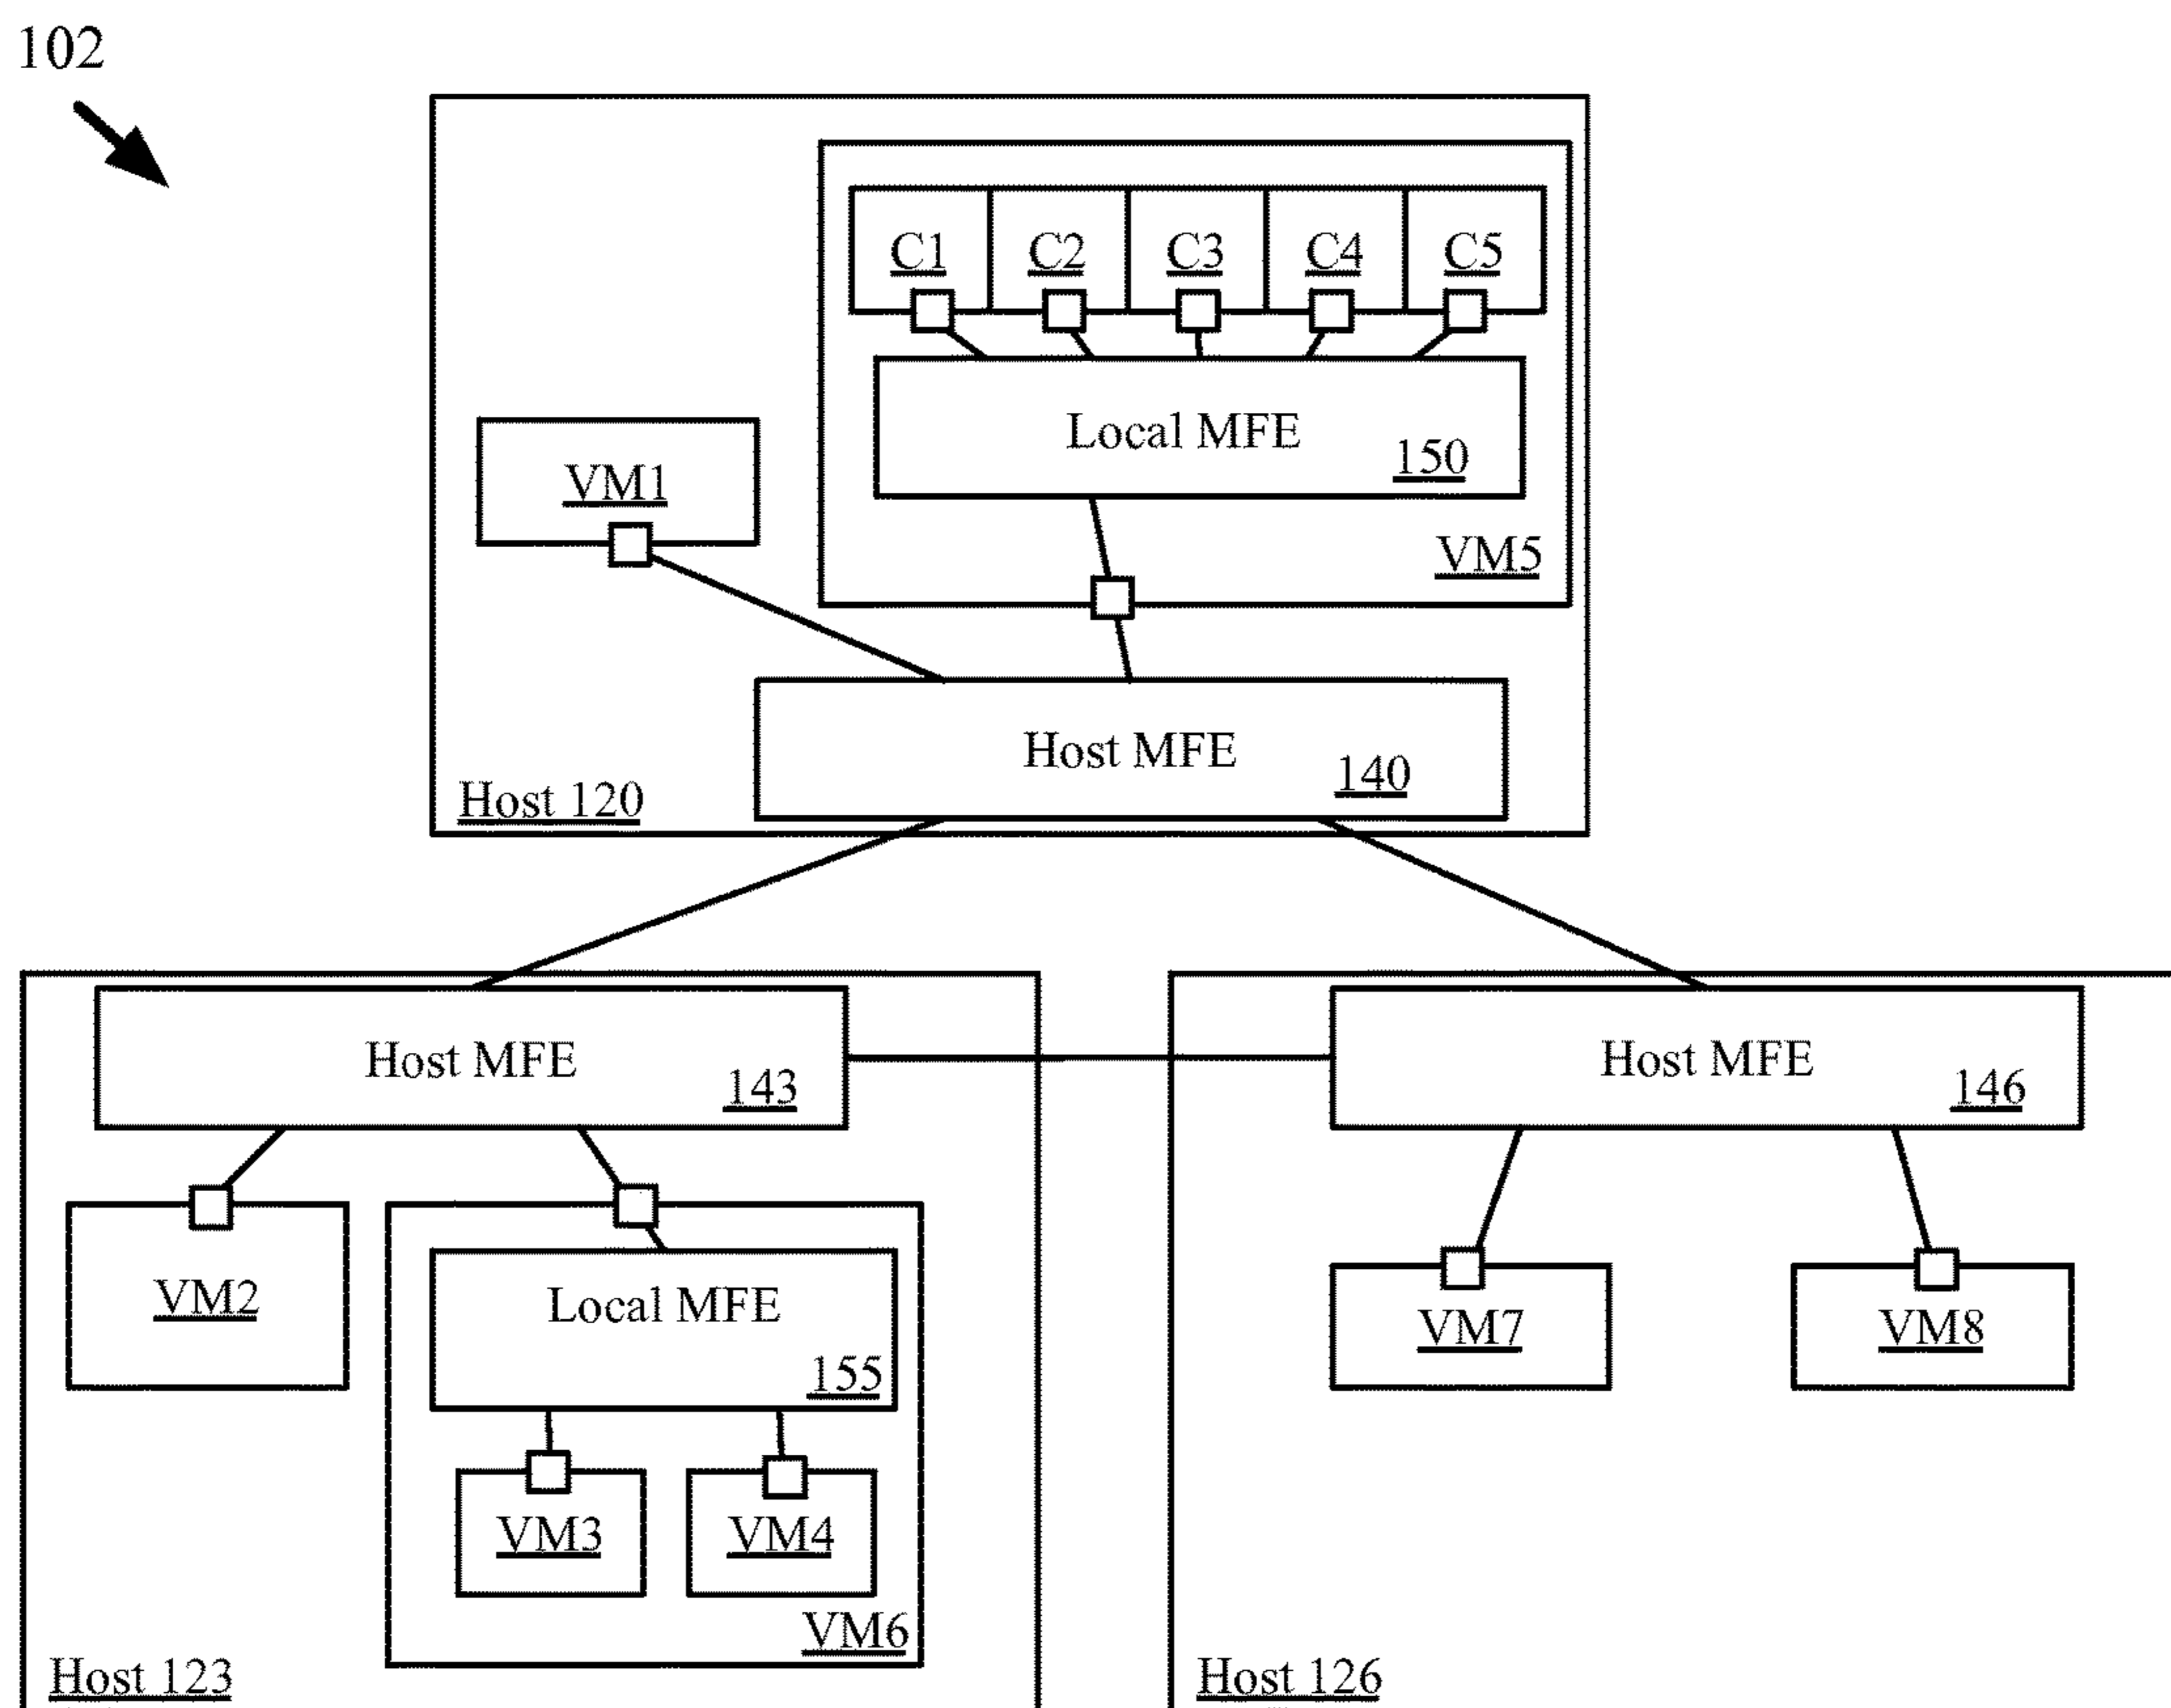 102
C1 C2 C3 C4 C5
Local MFE
150
VM1
VM5
Host MFE
140
Host 120
Host MFE
143
Host MFE
146
VM2
Local MFE
155
VM7
VM8
VM3
VM4
VM6
Host 123
Host 126